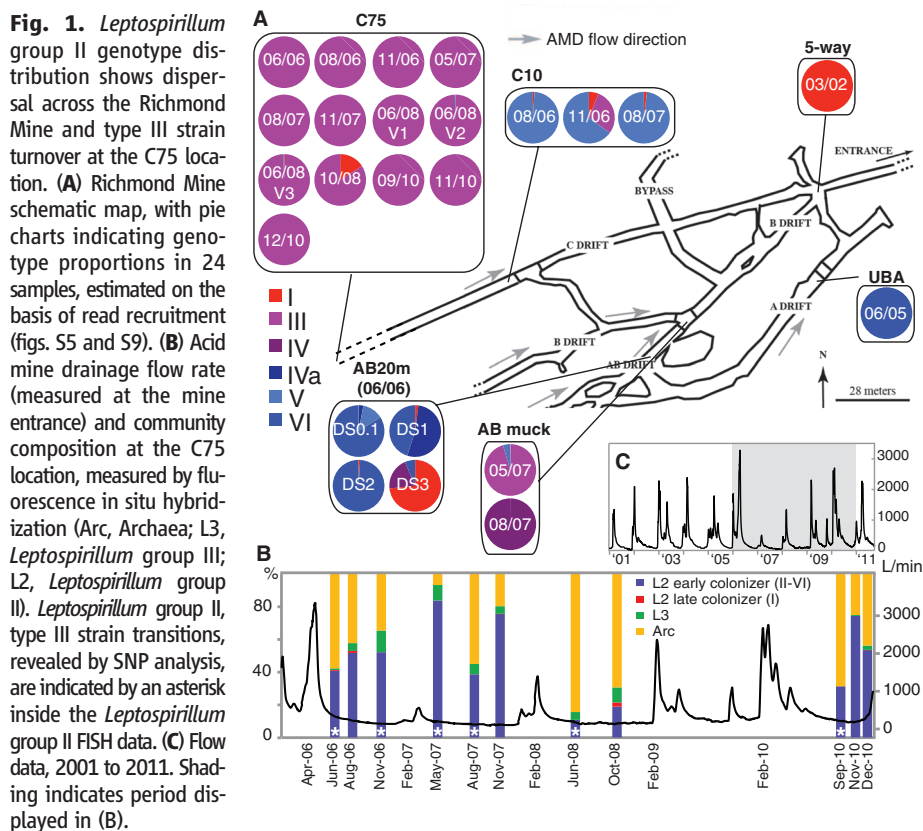 Fig. 1. Leptospirillum
group II genotype dis-
tribution shows disper-
sal across the Richmond
Mine and type III strain
turnover at the C75 loca-
tion. (A) Richmond Mine
schematic map, with pie
charts indicating geno-
type proportions in 24
samples, estimated on the
basis of read recruitment
(figs. S5 and S9). (B) Acid
mine drainage flow rate
(measured at the mine
entrance) and community
composition at the C75
location, measured by flu-
orescence in situ hybrid-
ization (Arc, Archaea; L3,
Leptospirillum group III;
L2, Leptospirillum group
II). Leptospirillum group II,
type III strain transitions,
revealed by SNP analysis,
are indicated by an asterisk
inside the Leptospirillum
group II FISH data. (C) Flow
data, 2001 to 2011. Shad-
ing indicates period dis-
played in (B).
A
C75
06/06 08/06 11/06 05/07
08/07 11/07 06/08 V1 06/08 V2
06/08 V3 10/08 09/10 11/10
12/10
AMD flow direction
C10
08/06 11/06 08/07
5-way
03/02
ENTRANCE
BYPASS
B DRIFT
C DRIFT
A DRIFT
UBA
06/05
B DRIFT
AB DRIFT
N
28 meters
I
III
IV
IVa
V
VI
AB20m
(06/06)
DS0.1 DS1
DS2 DS3
AB muck
05/07
08/07
C
3000
2000
1000
0
'01 '03 '05 '07 '09 '11
L/min
B
%
80
40
0
L2 early colonizer (II-VI)
L2 late colonizer (I)
L3
Arc
3000
2000
1000
0
* * * * * *
Apr-06
Jun-06
Aug-06
Nov-06
Feb-07
May-07
Aug-07
Nov-07
Feb-08
Jun-08
Oct-08
Feb-09
Feb-10
Sep-10
Nov-10
Dec-10